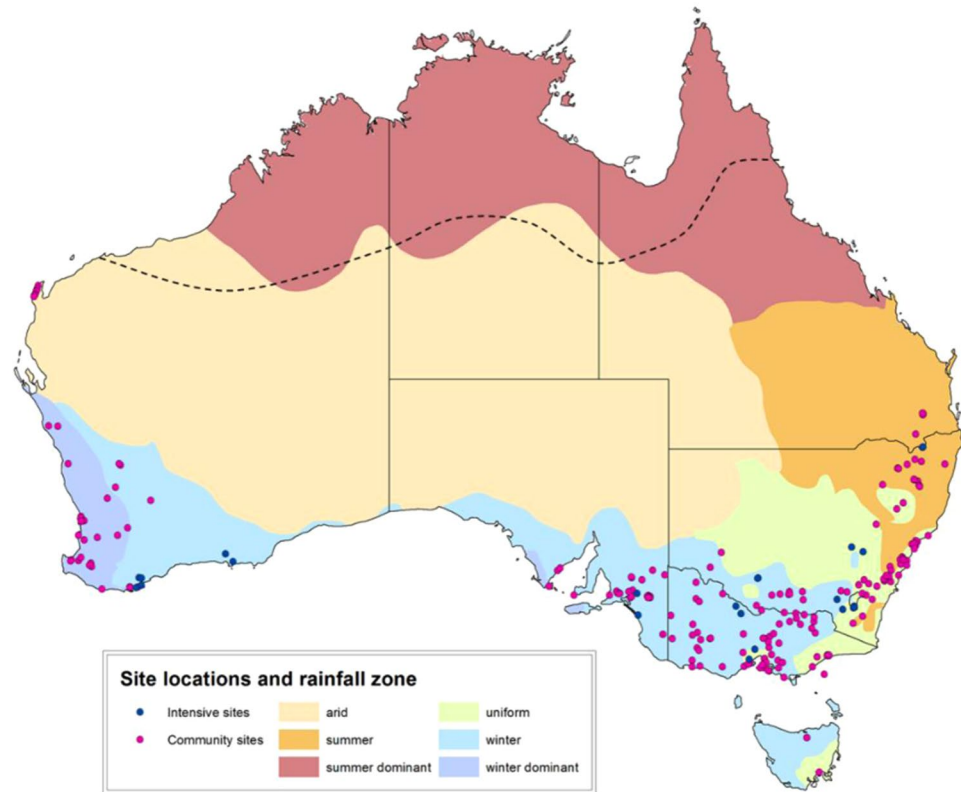 Site locations and rainfall zone
Intensive sites
arid
uniform
Community sites
summer
winter
summer dominant
winter dominant